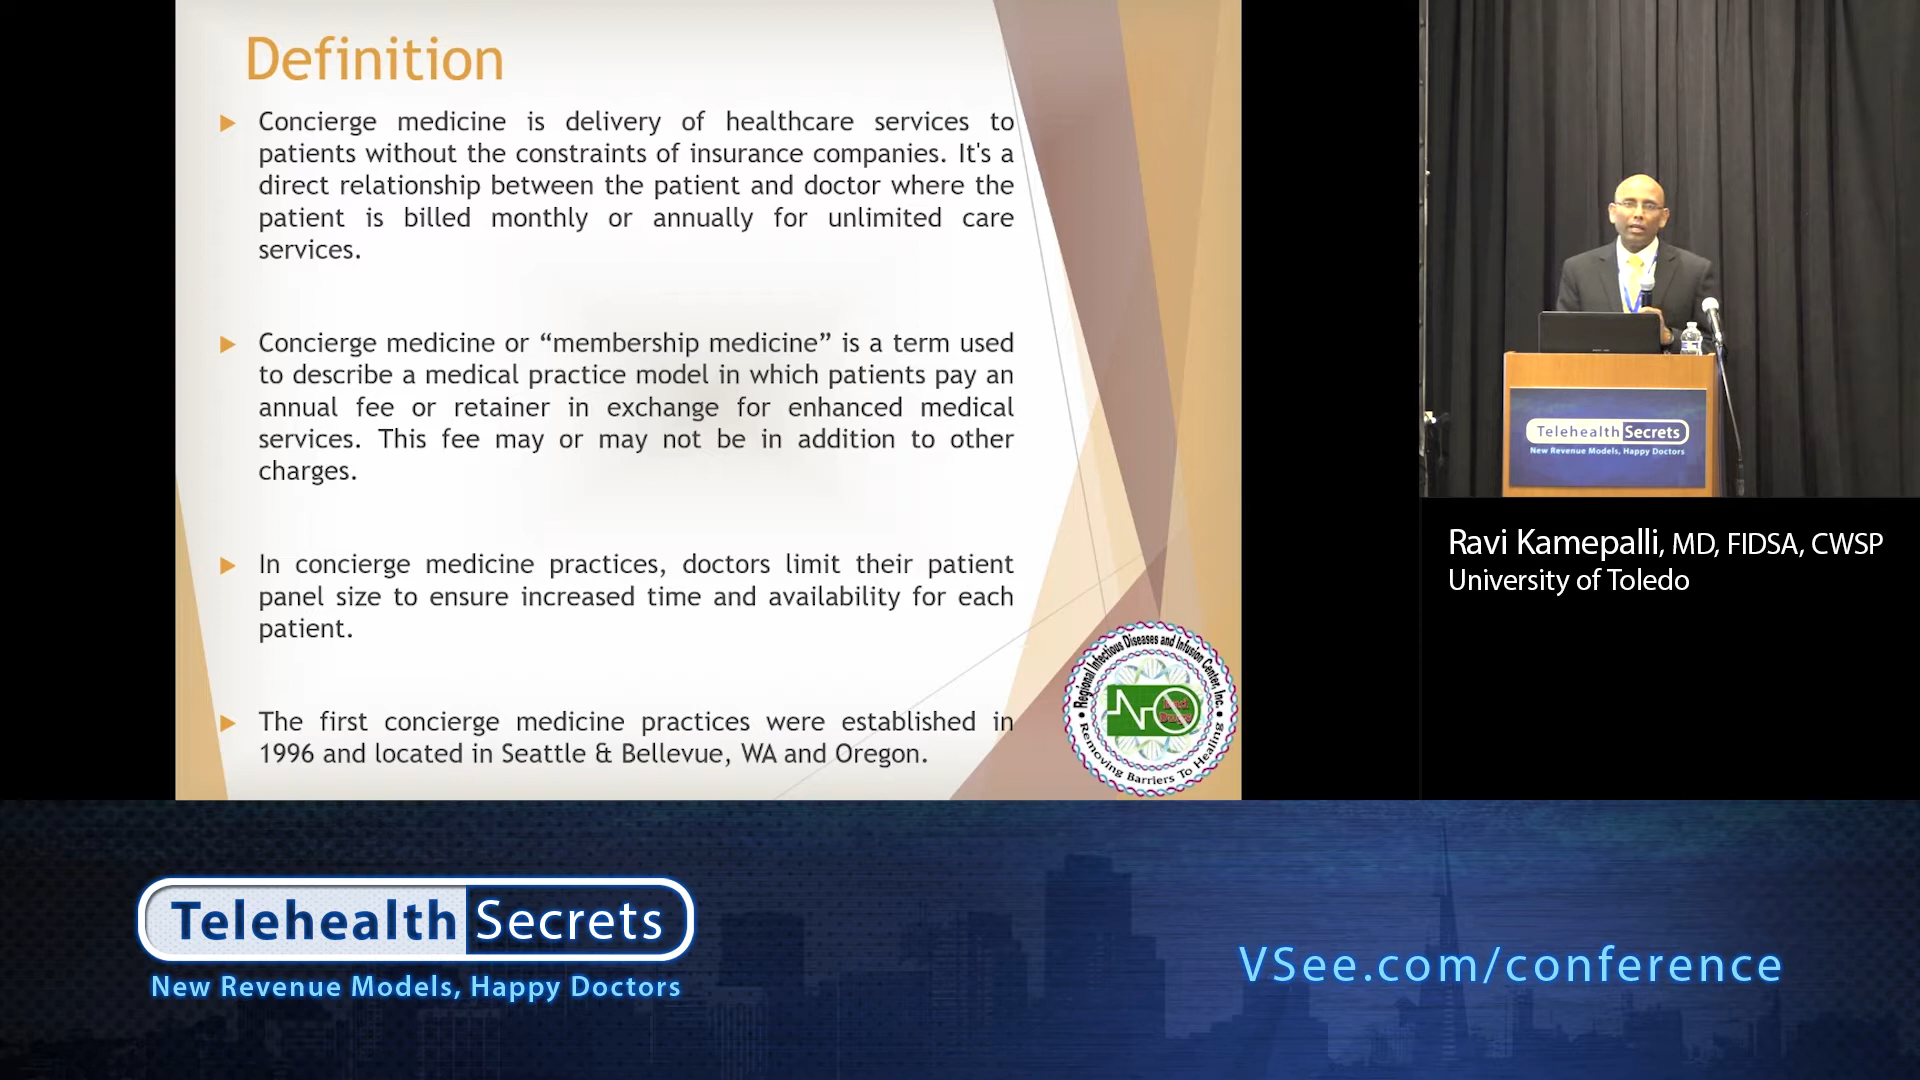 Definition
Concierge medicine is delivery of healthcare services to
patients without the constraints of insurance companies. It's a
direct relationship between the patient and doctor where the
patient is billed monthly or annually for unlimited care
services.
Concierge medicine or “membership medicine” is a term used
to describe a medical practice model in which patients pay an
annual fee or retainer in exchange for enhanced medical
services. This fee may or may not be in addition to other
charges.
In concierge medicine practices, doctors limit their patient
panel size to ensure increased time and availability for each
patient.
The first concierge medicine practices were established in
1996 and located in Seattle & Bellevue, WA and Oregon.
Regional Infectious Diseases and Infusion Center, Inc.
Removing Barriers To Healing
Telehealth Secrets
New Revenue Models, Happy Doctors
Ravi Kamepalli, MD, FIDSA, CWSP
University of Toledo
Telehealth Secrets
New Revenue Models, Happy Doctors
VSee.com/conference